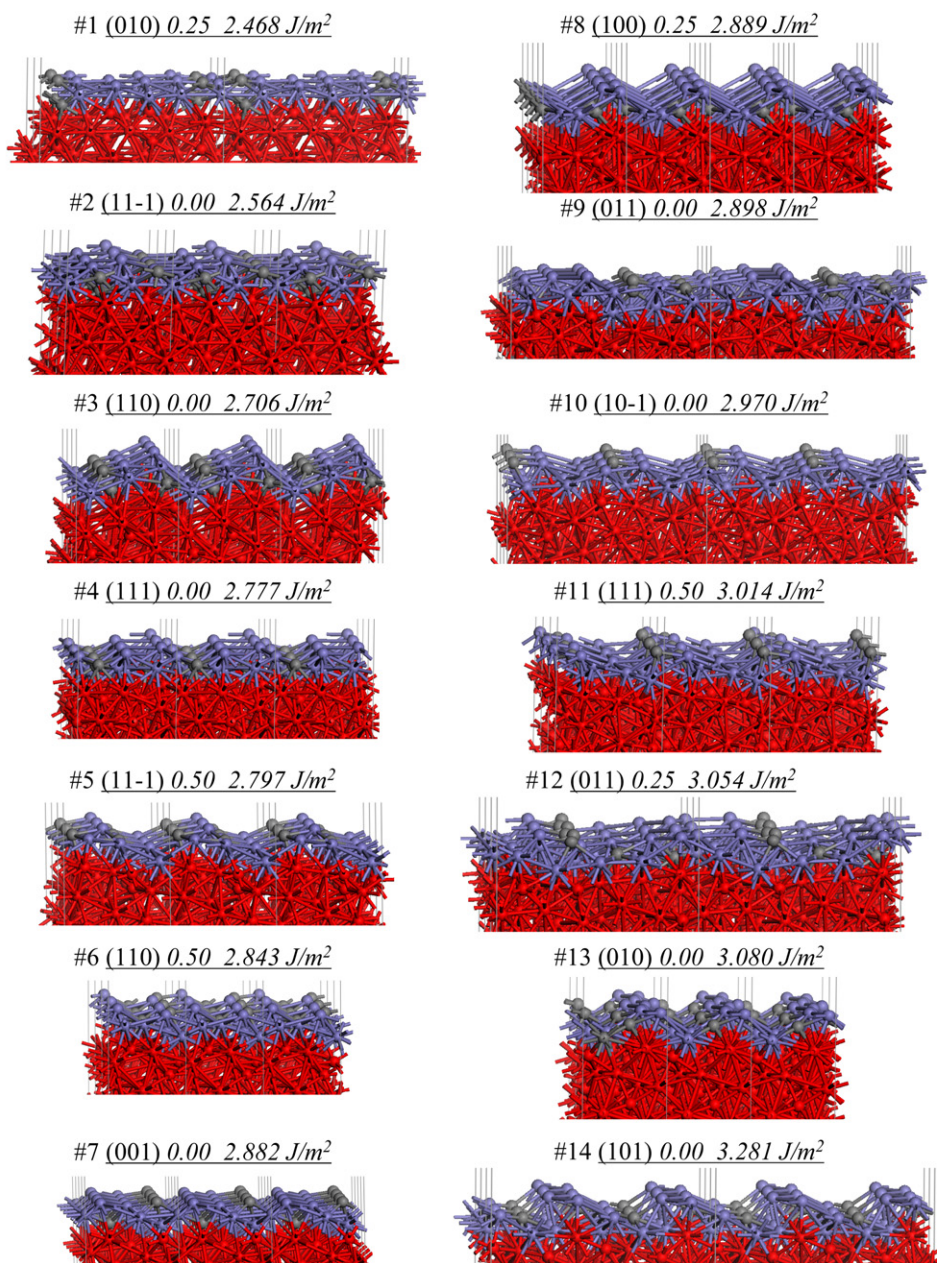 #1 (010) 0.25 2.468 J/m²
#2 (11-1) 0.00 2.564 J/m²
#3 (110) 0.00 2.706 J/m²
#4 (111) 0.00 2.777 J/m²
#5 (11-1) 0.50 2.797 J/m²
#6 (110) 0.50 2.843 J/m²
#7 (001) 0.00 2.882 J/m²
#8 (100) 0.25 2.889 J/m²
#9 (011) 0.00 2.898 J/m²
#10 (10-1) 0.00 2.970 J/m²
#11 (111) 0.50 3.014 J/m²
#12 (011) 0.25 3.054 J/m²
#13 (010) 0.00 3.080 J/m²
#14 (101) 0.00 3.281 J/m²